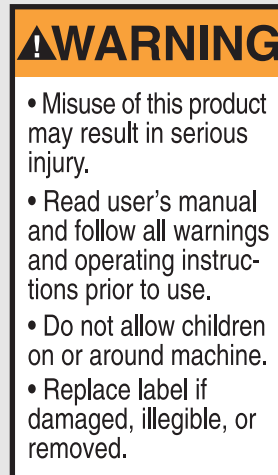 WARNING
• Misuse of this product
may result in serious
injury.
• Read user's manual
and follow all warnings
and operating instruc-
tions prior to use.
• Do not allow children
on or around machine.
• Replace label if
damaged, illegible, or
removed.